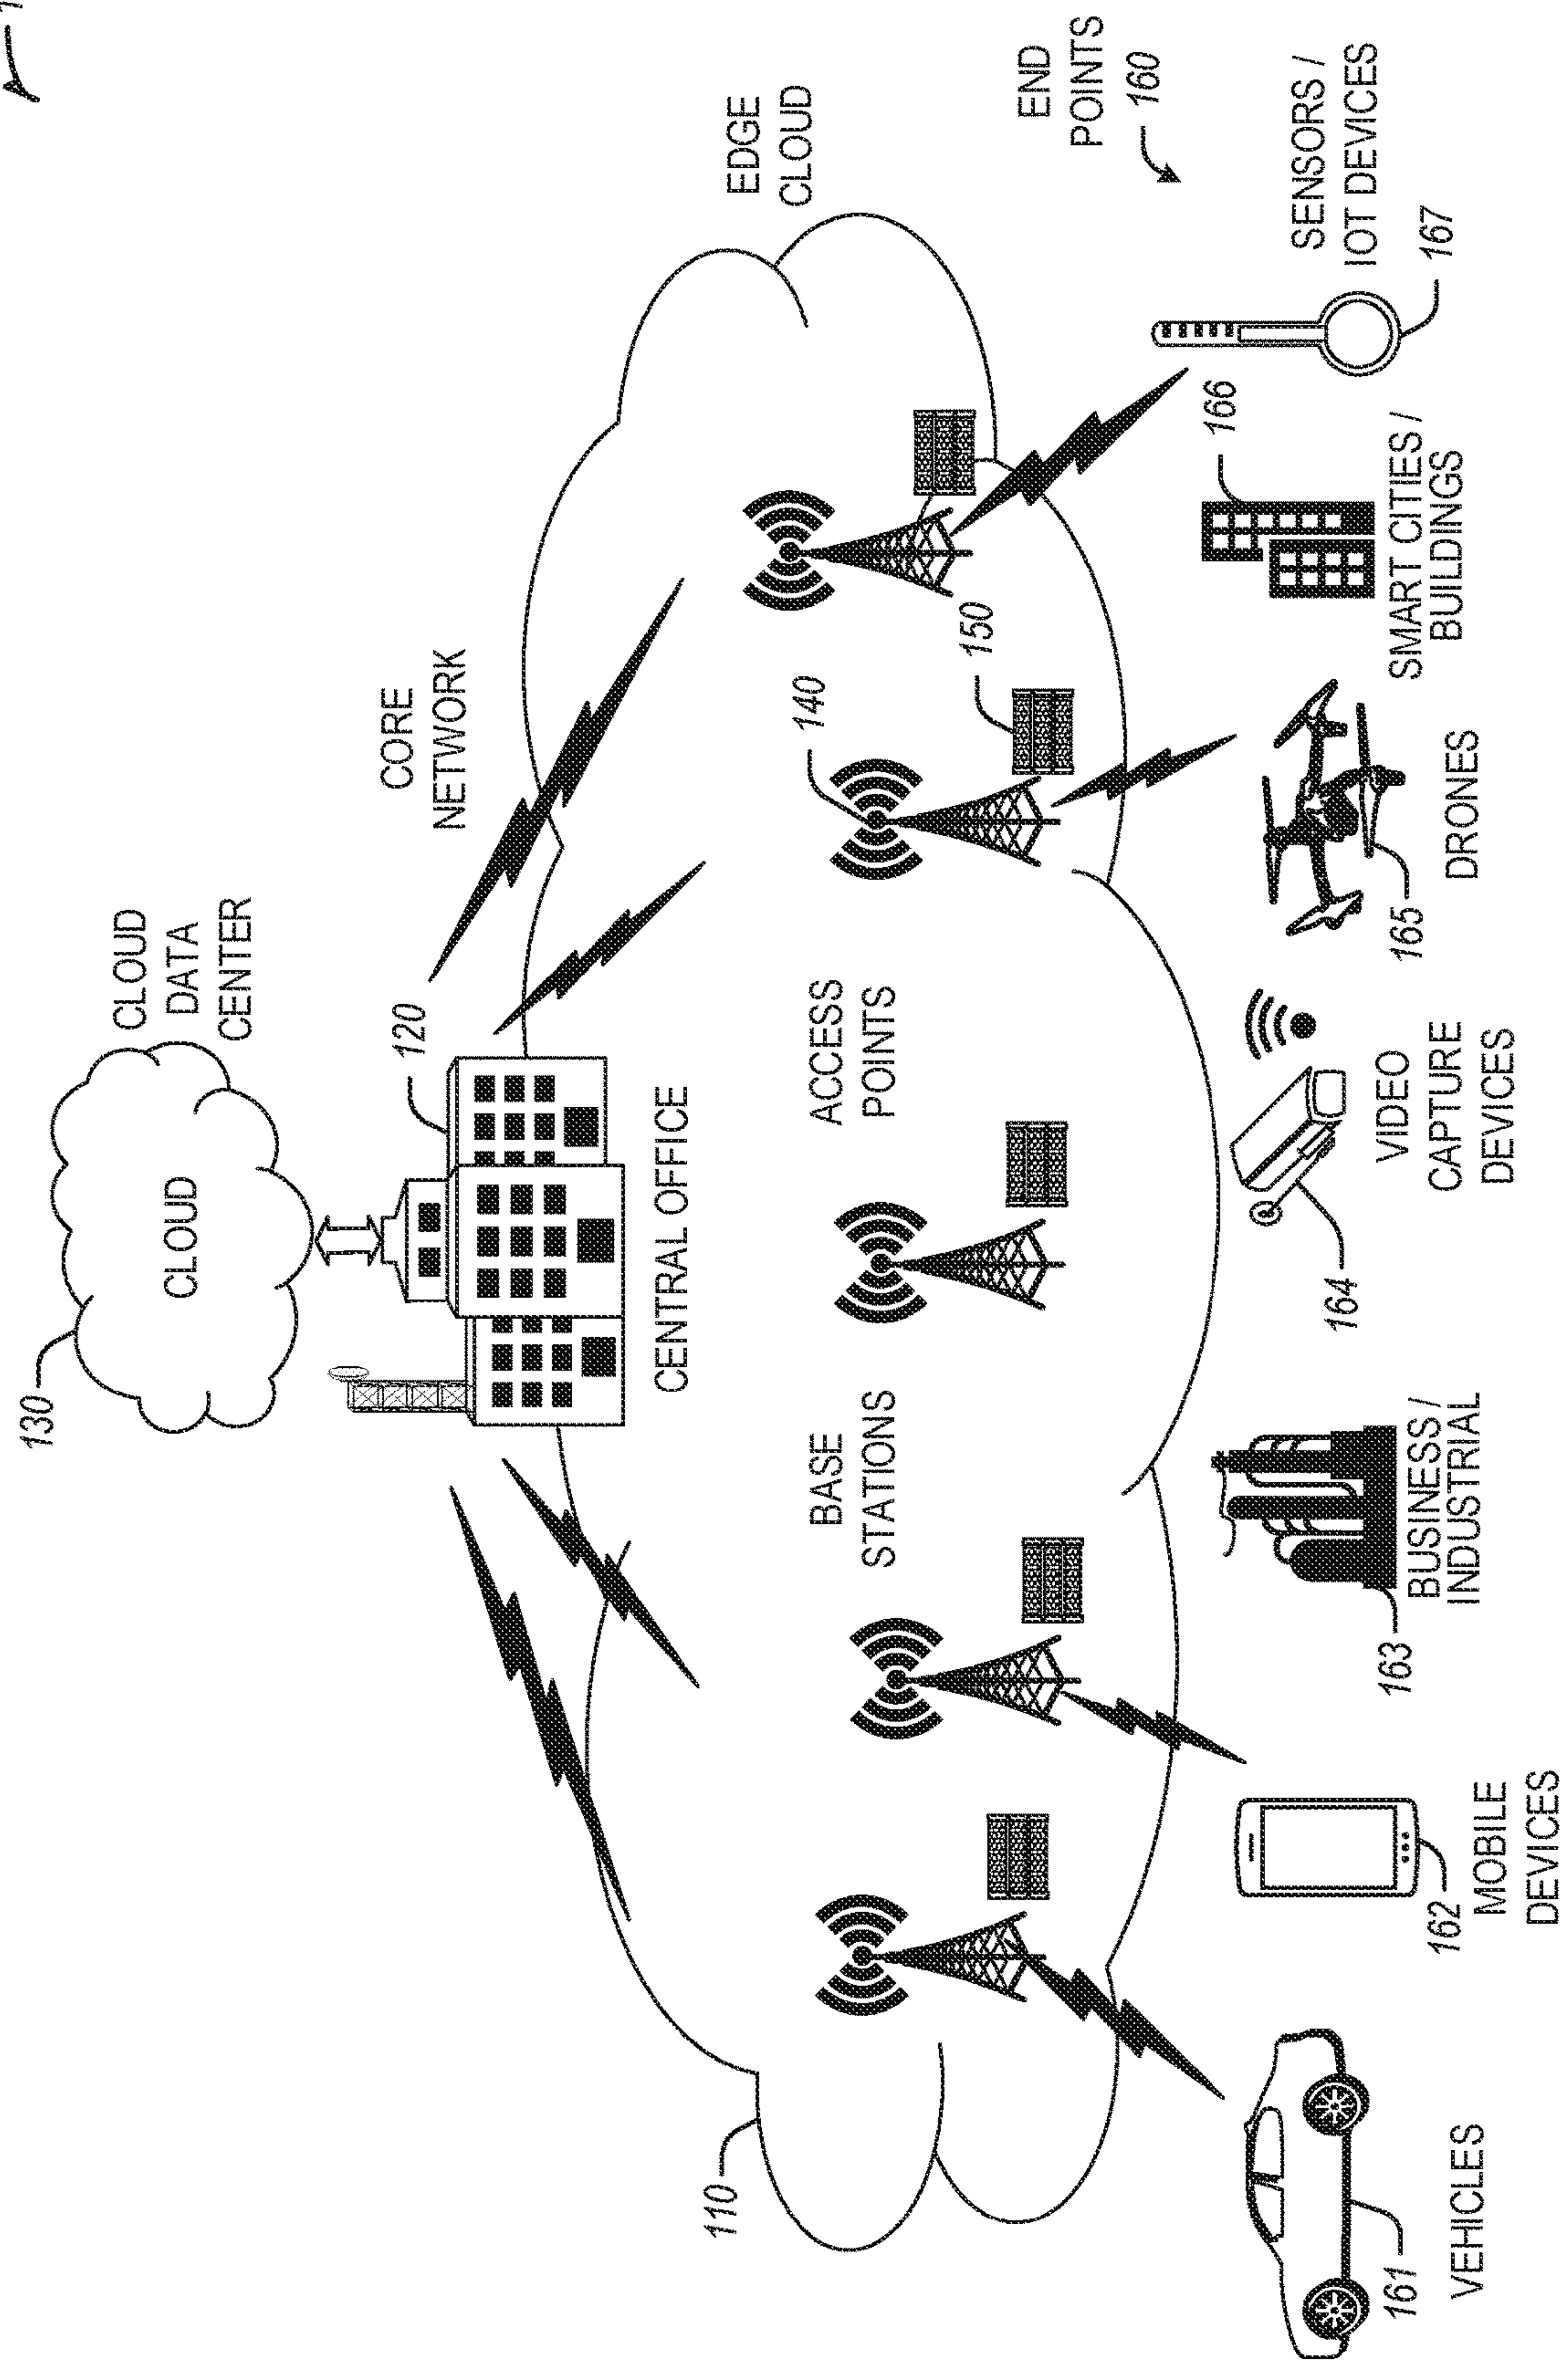 130
CLOUD
CLOUD
DATA
CENTER
120
CORE
NETWORK
CENTRAL OFFICE
110
EDGE
CLOUD
BASE
STATIONS
ACCESS
POINTS
140
150
END
POINTS
160
161
VEHICLES
162
MOBILE
DEVICES
163
BUSINESS /
INDUSTRIAL
164
VIDEO
CAPTURE
DEVICES
165
DRONES
166
SMART CITIES /
BUILDINGS
SENSORS /
IOT DEVICES
167